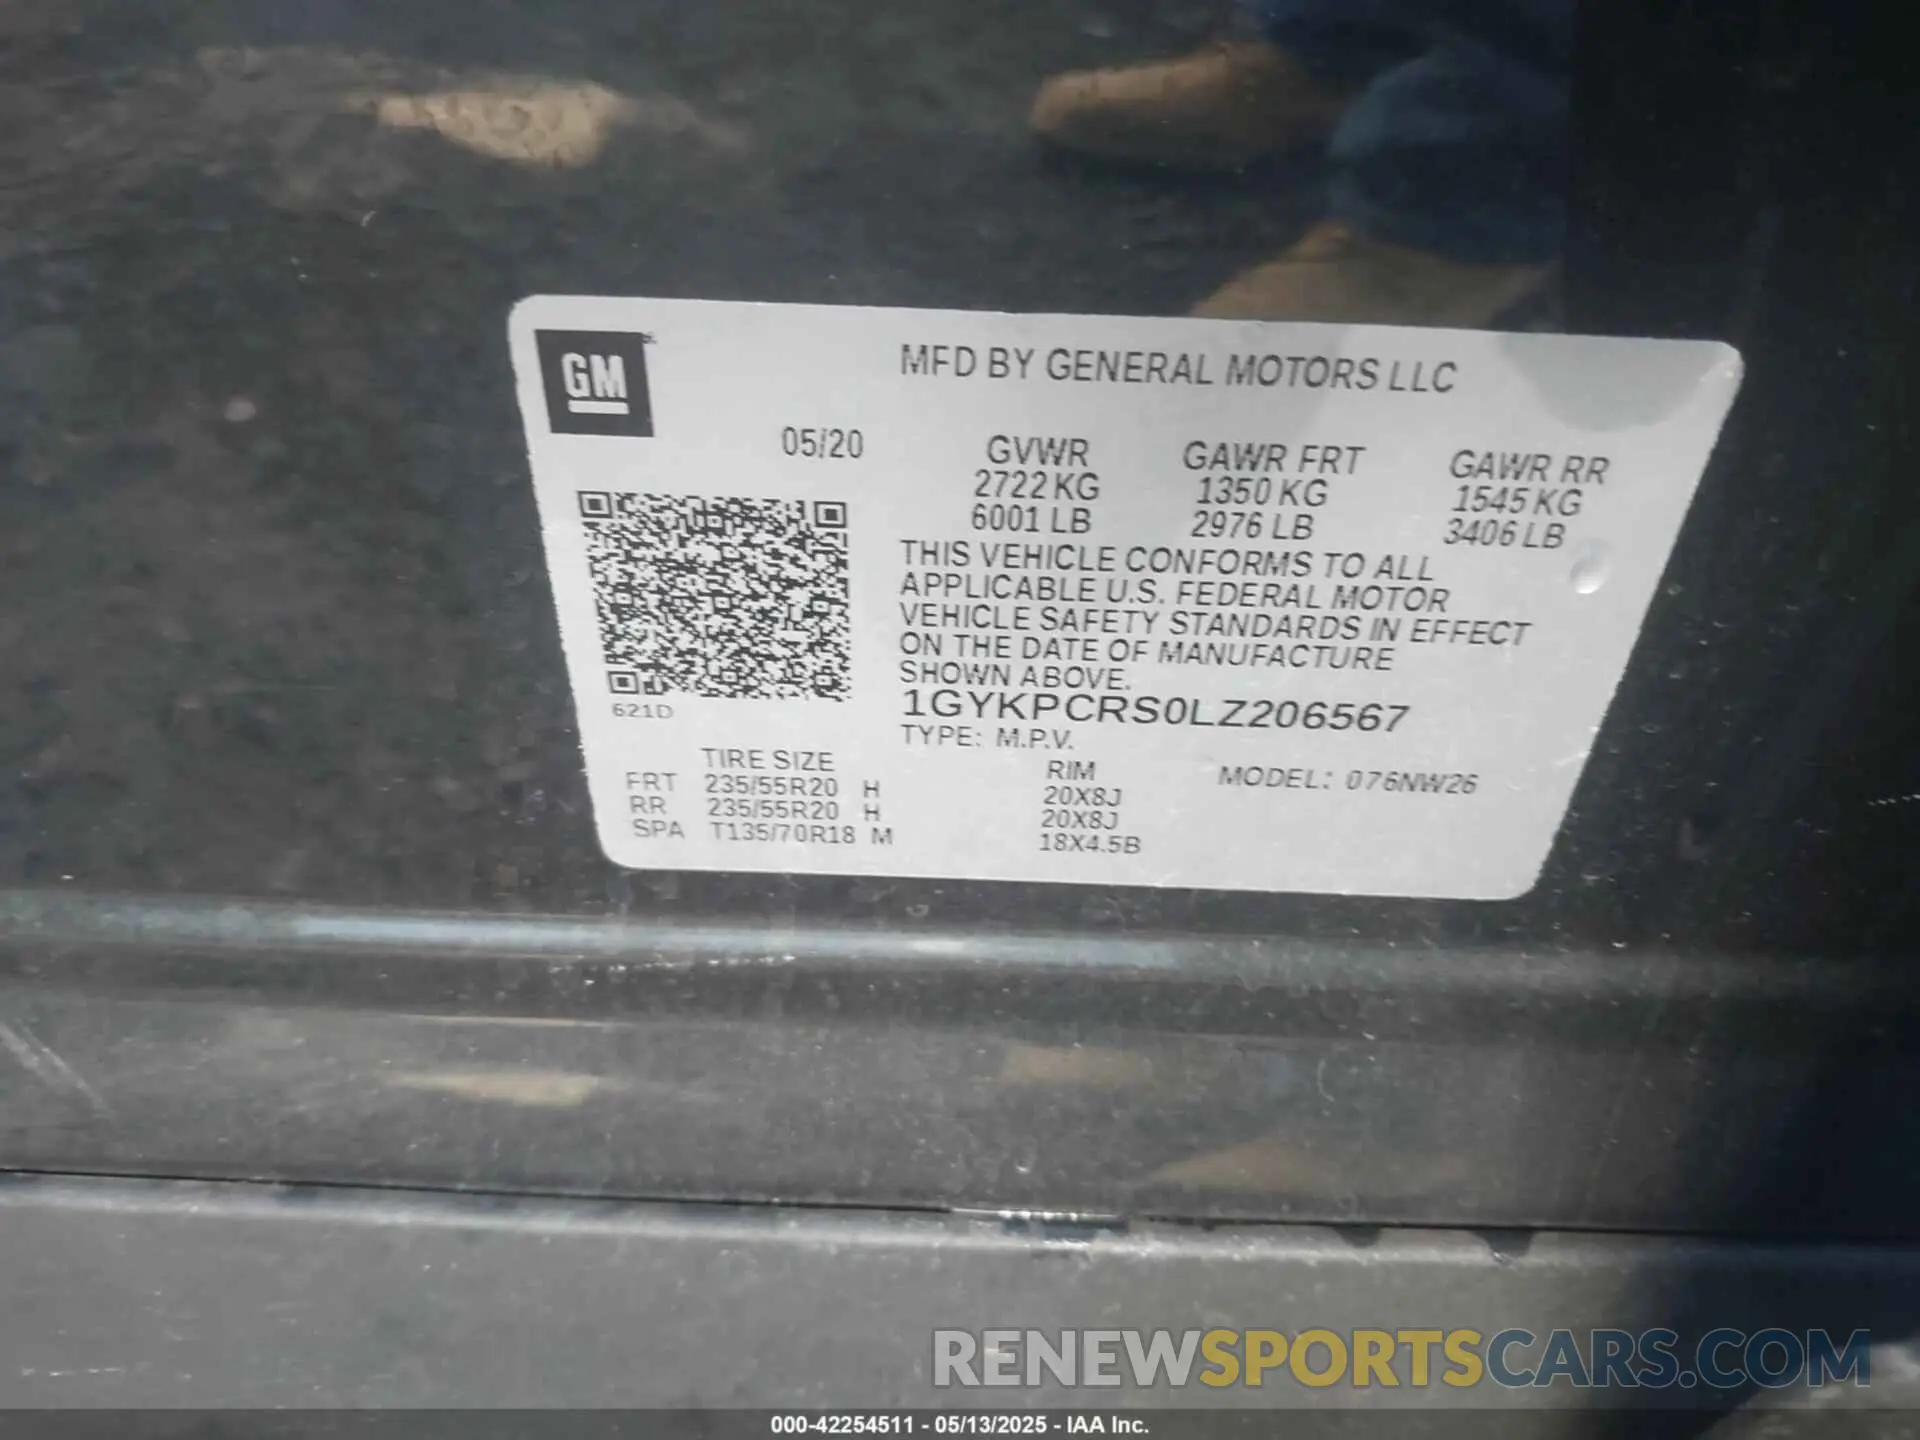 GM
MFD BY GENERAL MOTORS LLC
05/20
GVWR GAWR FRT GAWR RR
2722 KG 1350 KG 1545 KG
6001 LB 2976 LB 3406 LB
THIS VEHICLE CONFORMS TO ALL
APPLICABLE U.S. FEDERAL MOTOR
VEHICLE SAFETY STANDARDS IN EFFECT
ON THE DATE OF MANUFACTURE
SHOWN ABOVE.
1GYKPCRS0LZ206567
621D
TYPE: M.P.V.
TIRE SIZE RIM MODEL: 076NW26
FRT 235/55R20 H 20X8J
RR 235/55R20 H 20X8J
SPA T135/70R18 M 18X4.5B
RENEWSPORTSCARS.COM
000-42254511 - 05/13/2025 - IAA Inc.